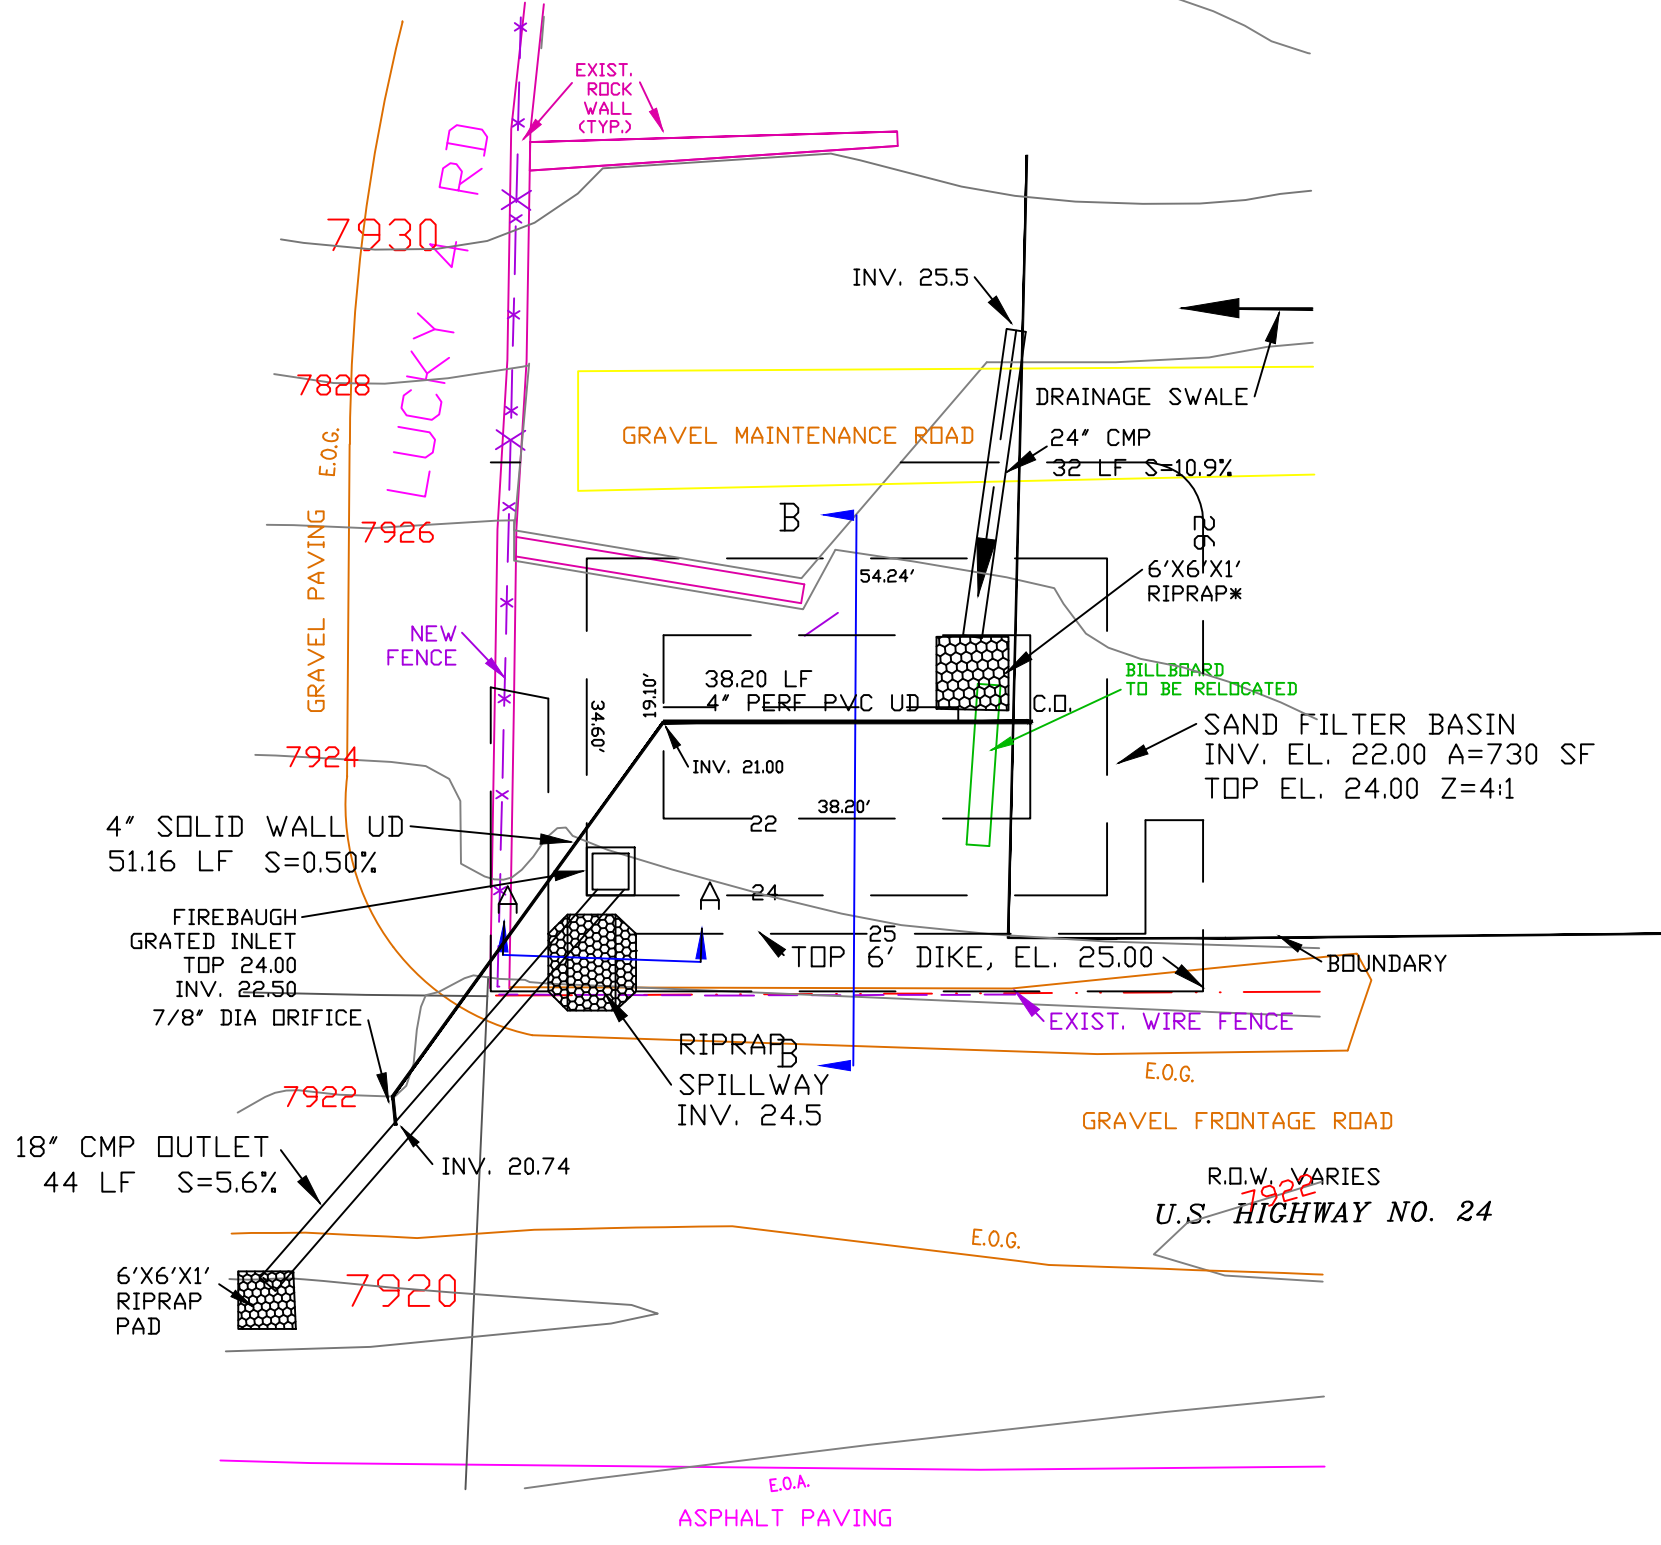 EXIST.
ROCK
WALL
(TYP.)
LUCKY 4 RD
7930
INV. 25.5
7828
DRAINAGE SWALE
GRAVEL MAINTENANCE ROAD
24" CMP
32 LF S=10.9%
E.O.G.
GRAVEL PAVING
7926
B
26
54.24'
6'X6'X1'
RIPRAP*
NEW
FENCE
BILLBOARD
TO BE RELOCATED
38.20 LF
4" PERF PVC UD
C.O.
19.10'
34.60'
SAND FILTER BASIN
INV. EL. 22.00 A=730 SF
TOP EL. 24.00 Z=4:1
7924
INV. 21.00
38.20'
22
4" SOLID WALL UD
51.16 LF S=0.50%
A
A
24
FIREBAUGH
GRATED INLET
TOP 24.00
INV. 22.50
25
TOP 6' DIKE, EL. 25.00
BOUNDARY
7/8" DIA ORIFICE
EXIST. WIRE FENCE
RIPRAP
SPILLWAY
INV. 24.5
B
E.O.G.
7922
GRAVEL FRONTAGE ROAD
18" CMP OUTLET
44 LF S=5.6%
INV. 20.74
R.O.W. VARIES
7922
U.S. HIGHWAY NO. 24
E.O.G.
6'X6'X1'
RIPRAP
PAD
7920
E.O.A.
ASPHALT PAVING